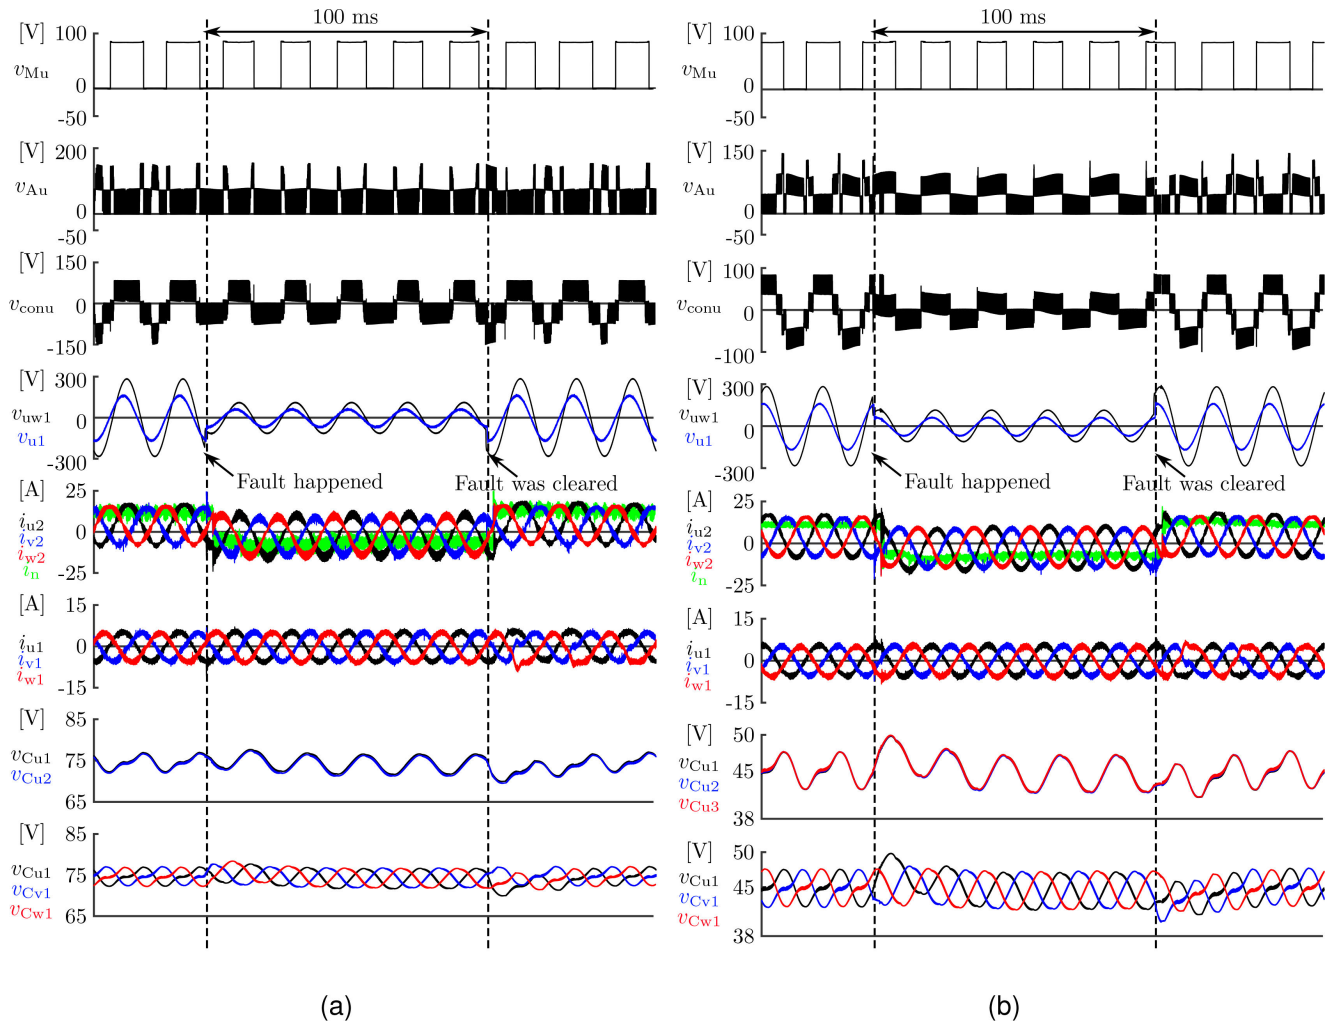 100 ms
[V]
100
vMu
0
-50
[V]
200
vAu
0
-50
[V]
150
vconu
0
-150
[V]
300
vuw1
0
vu1
-300
Fault happened
Fault was cleared
[A]
25
iu2
iv2
0
iw2
in
-25
[A]
15
iu1
0
iv1
iw1
-15
[V]
85
vCu1
75
vCu2
65
[V]
85
vCu1
75
vCv1
vCw1
65
(a)
100 ms
[V]
100
vMu
0
-50
[V]
150
vAu
0
-50
[V]
100
vconu
0
-100
[V]
300
vuw1
vu1
0
-300
Fault happened
Fault was cleared
[A]
25
iu2
iv2
0
iw2
in
-25
[A]
15
iu1
iv1
0
iw1
-15
[V]
50
vCu1
45
vCu2
vCu3
38
[V]
50
vCu1
45
vCv1
vCw1
38
(b)